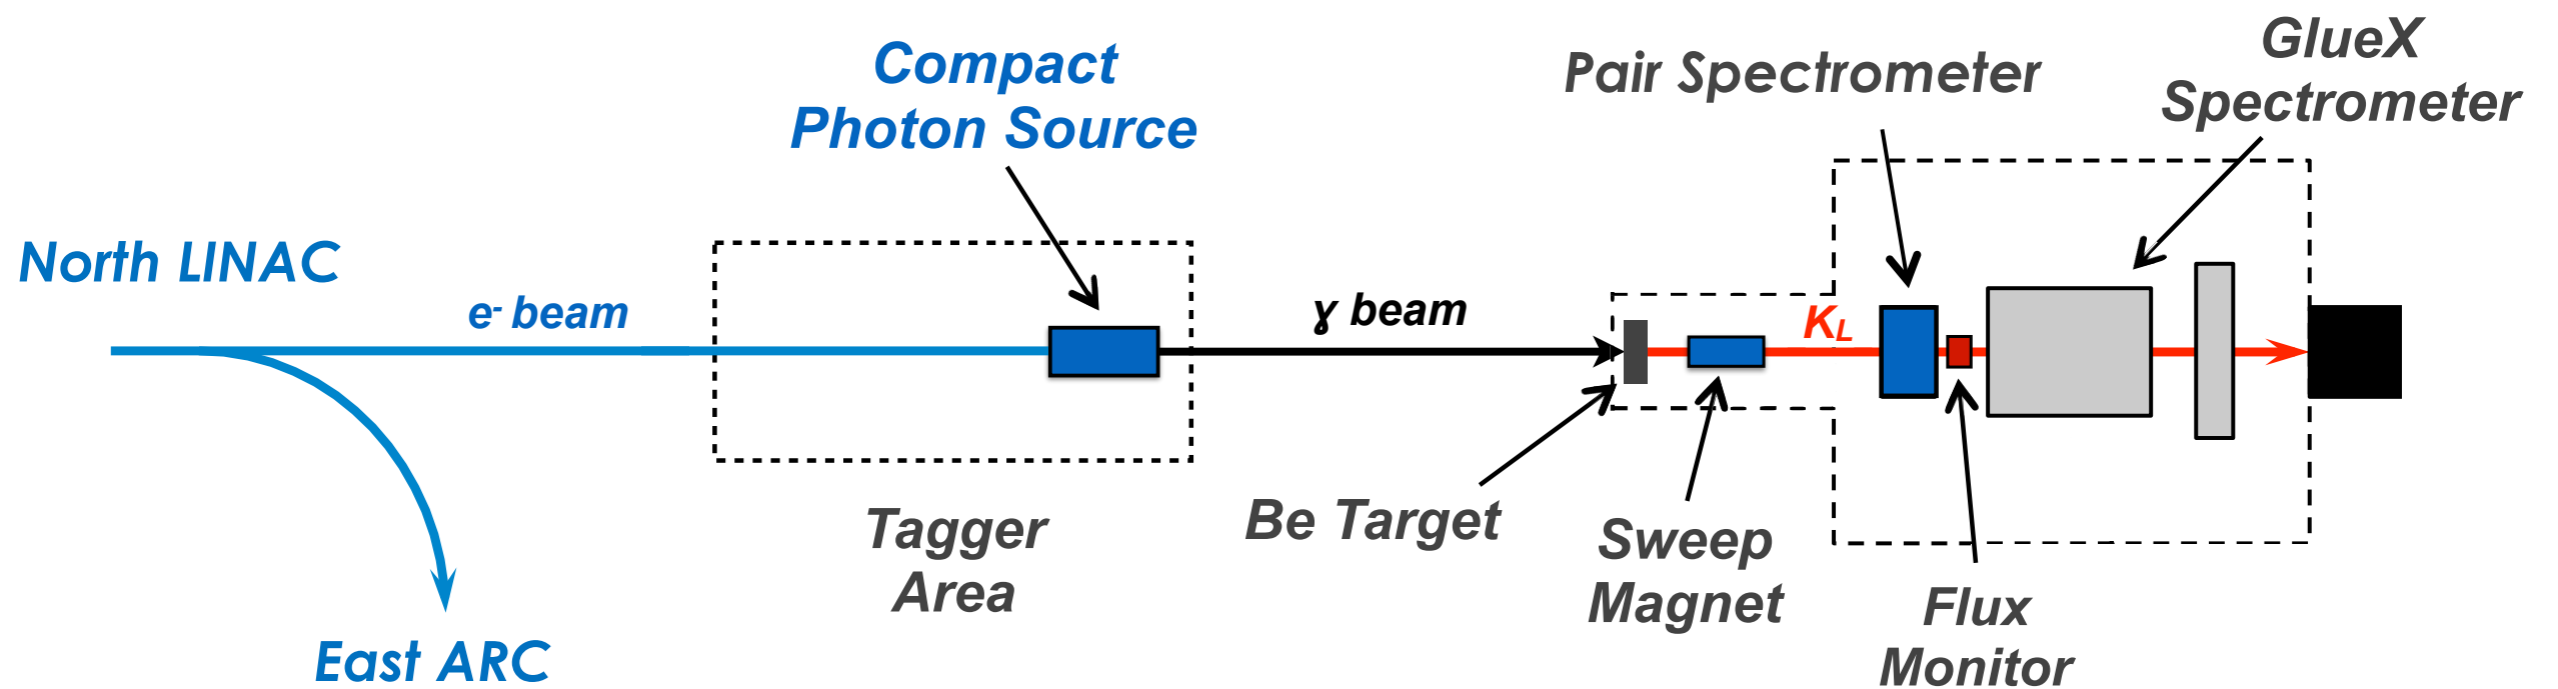 Compact
Photon Source
Pair Spectrometer
GlueX
Spectrometer
North LINAC
e- beam
ɣ beam
KL
Tagger
Area
Be Target
Sweep
Magnet
Flux
Monitor
East ARC